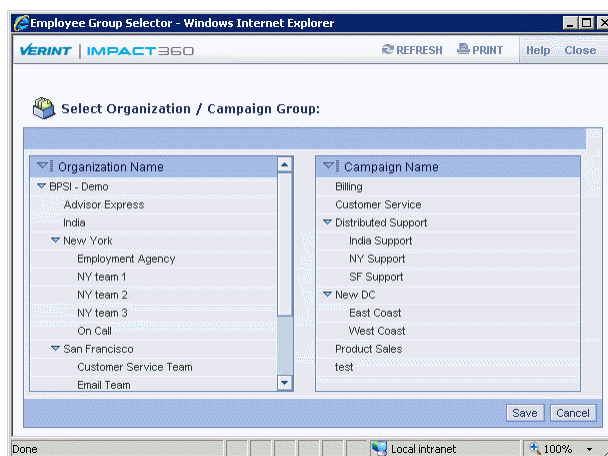 Employee Group Selector - Windows Internet Explorer
VERINT | IMPACT360
REFRESH PRINT Help Close
Select Organization / Campaign Group:
Organization Name
BPSI - Demo
Advisor Express
India
New York
Employment Agency
NY team 1
NY team 2
NY team 3
On Call
San Francisco
Customer Service Team
Email Team
Campaign Name
Billing
Customer Service
Distributed Support
India Support
NY Support
SF Support
New DC
East Coast
West Coast
Product Sales
test
Save Cancel
Done Local intranet 100%